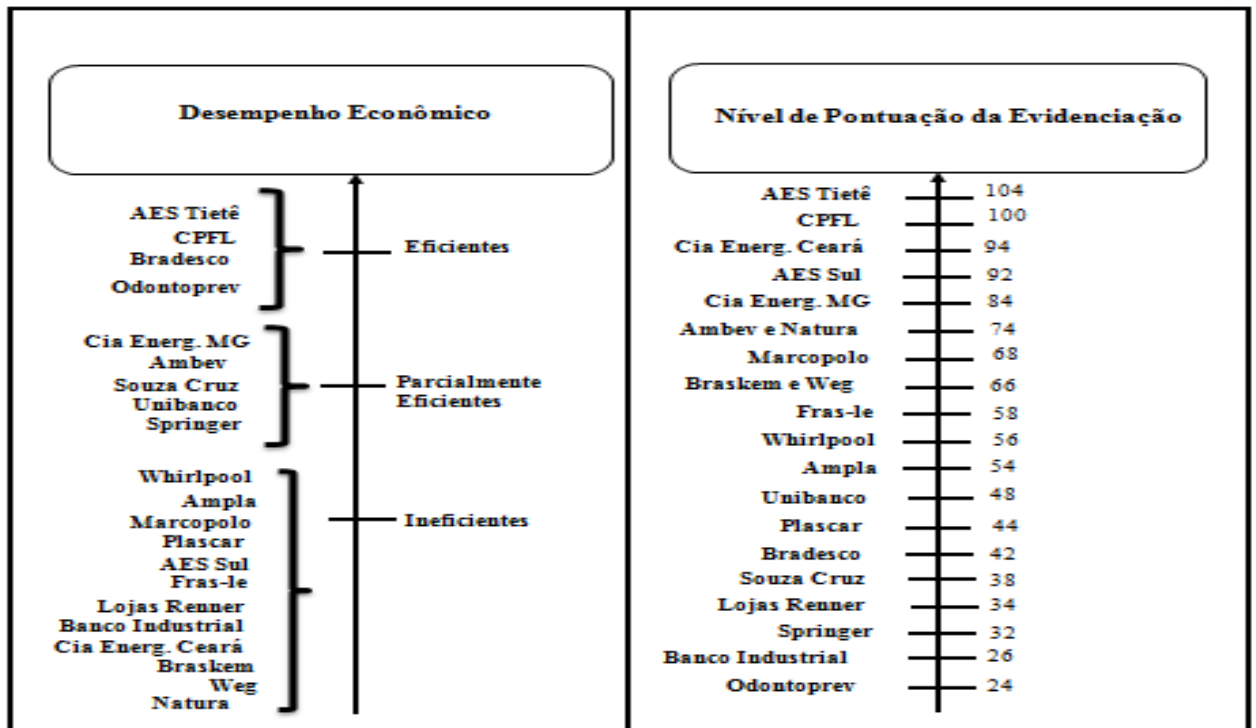 Desempenho Econômico
AES Tietê
CPFL
Bradesco
Odontoprev
Eficientes
Cia Energ. MG
Ambev
Souza Cruz
Unibanco
Springer
Parcialmente
Eficientes
Whirlpool
Ampla
Marcopolo
Plascar
AES Sul
Fras-le
Lojas Renner
Banco Industrial
Cia Energ. Ceará
Braskem
Weg
Natura
Ineficientes
Nível de Pontuação da Evidenciação
AES Tietê 104
CPFL 100
Cia Energ. Ceará 94
AES Sul 92
Cia Energ. MG 84
Ambev e Natura 74
Marcopolo 68
Braskem e Weg 66
Fras-le 58
Whirlpool 56
Ampla 54
Unibanco 48
Plascar 44
Bradesco 42
Souza Cruz 38
Lojas Renner 34
Springer 32
Banco Industrial 26
Odontoprev 24